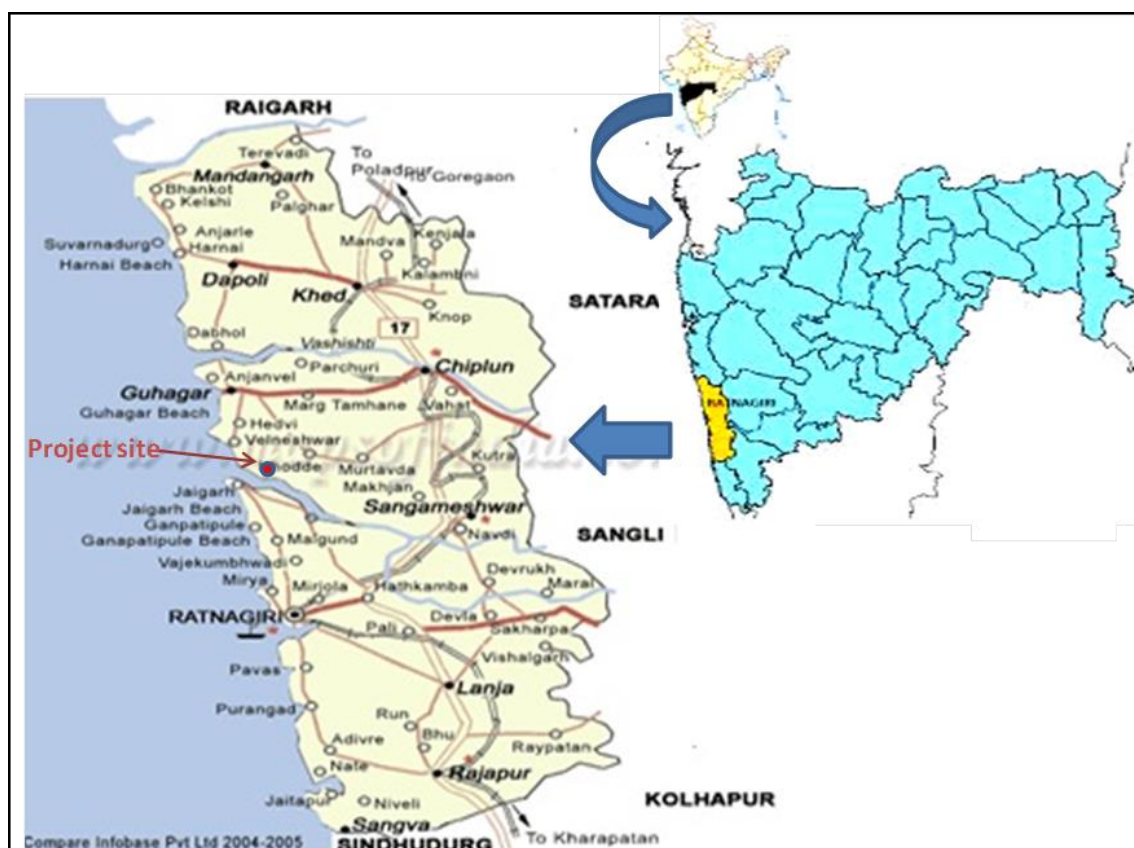 RAIGARH
Terevadi
Mandangarh
To
Poladpur
To Goregaon
Bhankot
Kelshi
Palghar
Anjarle
Suvarnadurg
Harnai
Harnai Beach
Mandva
Kenjala
Kalambni
Dapoli
Khed
Knop
SATARA
17
Dabhol
Vashishti
Parchuri
Chiplun
Anjanvel
Guhagar
Guhagar Beach
Marg Tamhane
Vahat
Hedvi
Velneshwar
Project site
Murtavda
Kutra
Makhjan
Jaigarh
Jaigarh Beach
Sangameshwar
Ganpatipule
Navdi
SANGLI
Ganapatipule Beach
Malgund
Vajekumbhwadi
Devrukh
Mirya
Mirjola
Hathkamba
Maral
RATNAGIRI
Pali
Devla
Sakharpa
Vishalgarh
Pavas
Lanja
Purangad
Run
Bhu
Raypatan
Adivre
Nate
Rajapur
Jaitapur
Niveli
KOLHAPUR
Sangva
To Kharapatan
Compare Infobase Pvt Ltd 2004-2005
SINDHUDURG
RATNAGIRI